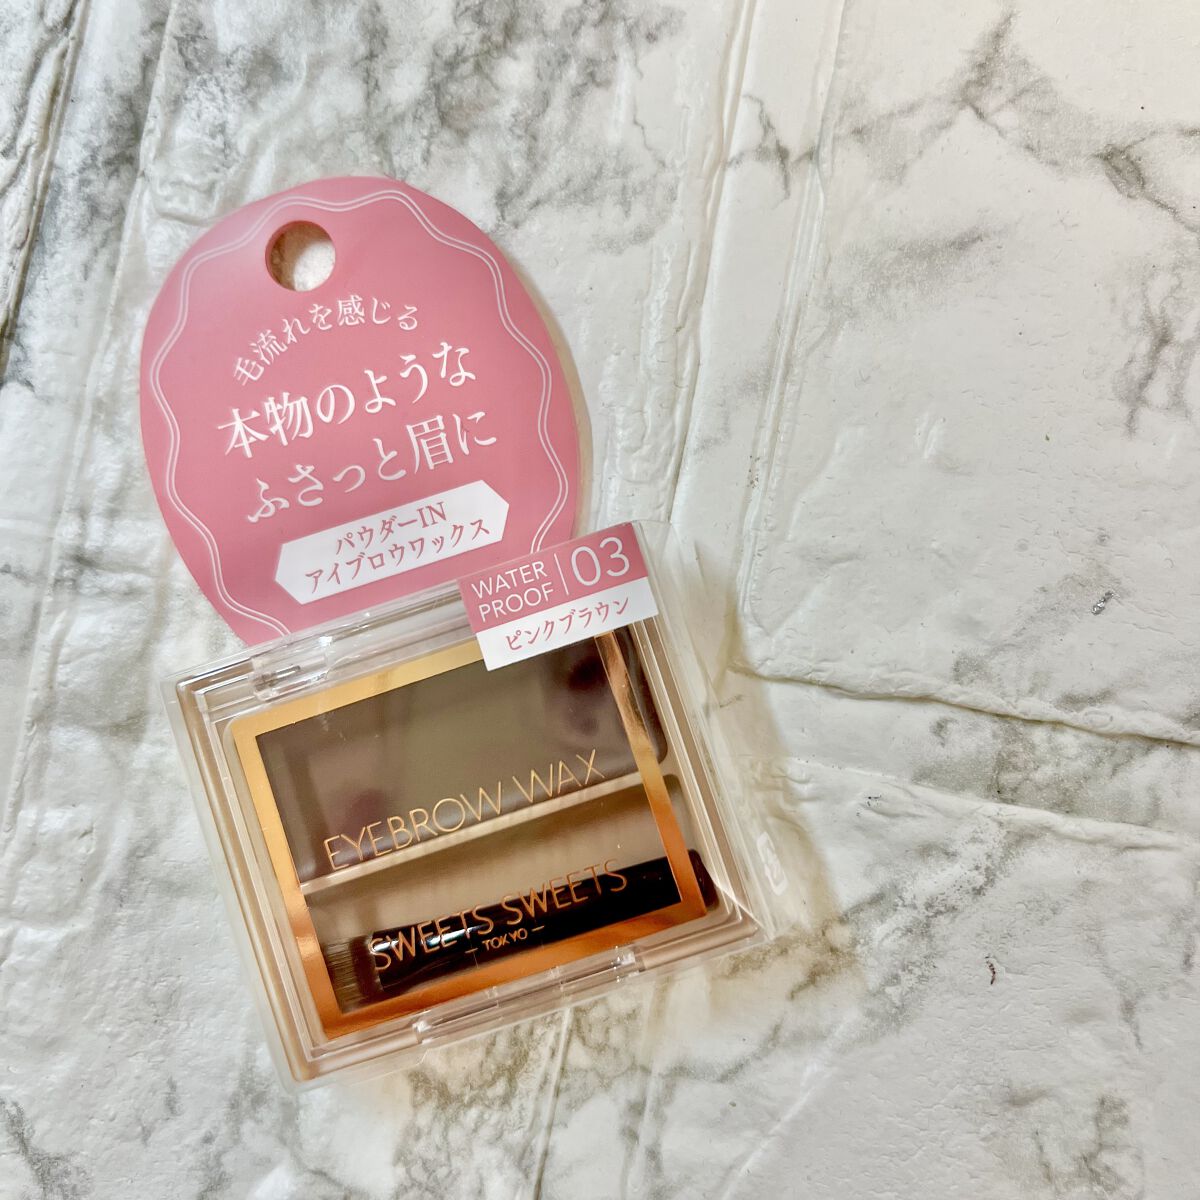 毛流れを感じる
本物のような
ふさっと眉に
パウダーIN
アイブロウワックス
WATER
PROOF
03
ピンクブラウン
EYEBROW WAX
SWEETS SWEETS
– TOKYO –